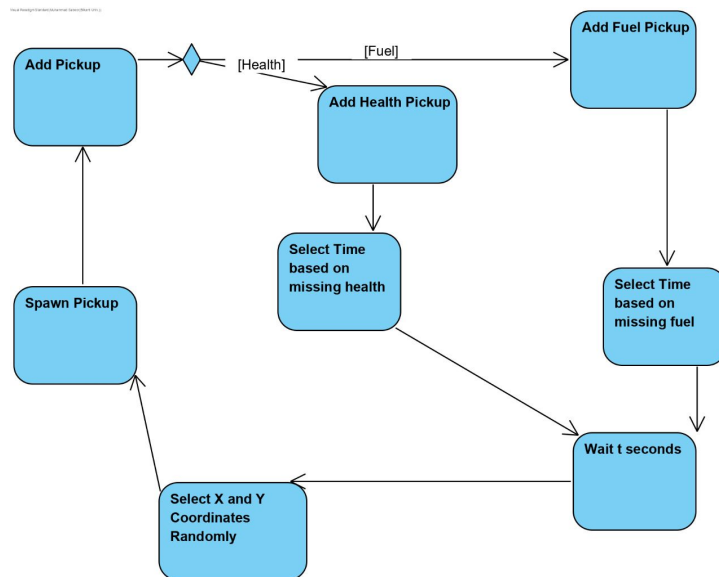 Add Pickup
[Health]
[Fuel]
Add Fuel Pickup
Add Health Pickup
Select Time
based on
missing health
Select Time
based on
missing fuel
Spawn Pickup
Wait t seconds
Select X and Y
Coordinates
Randomly